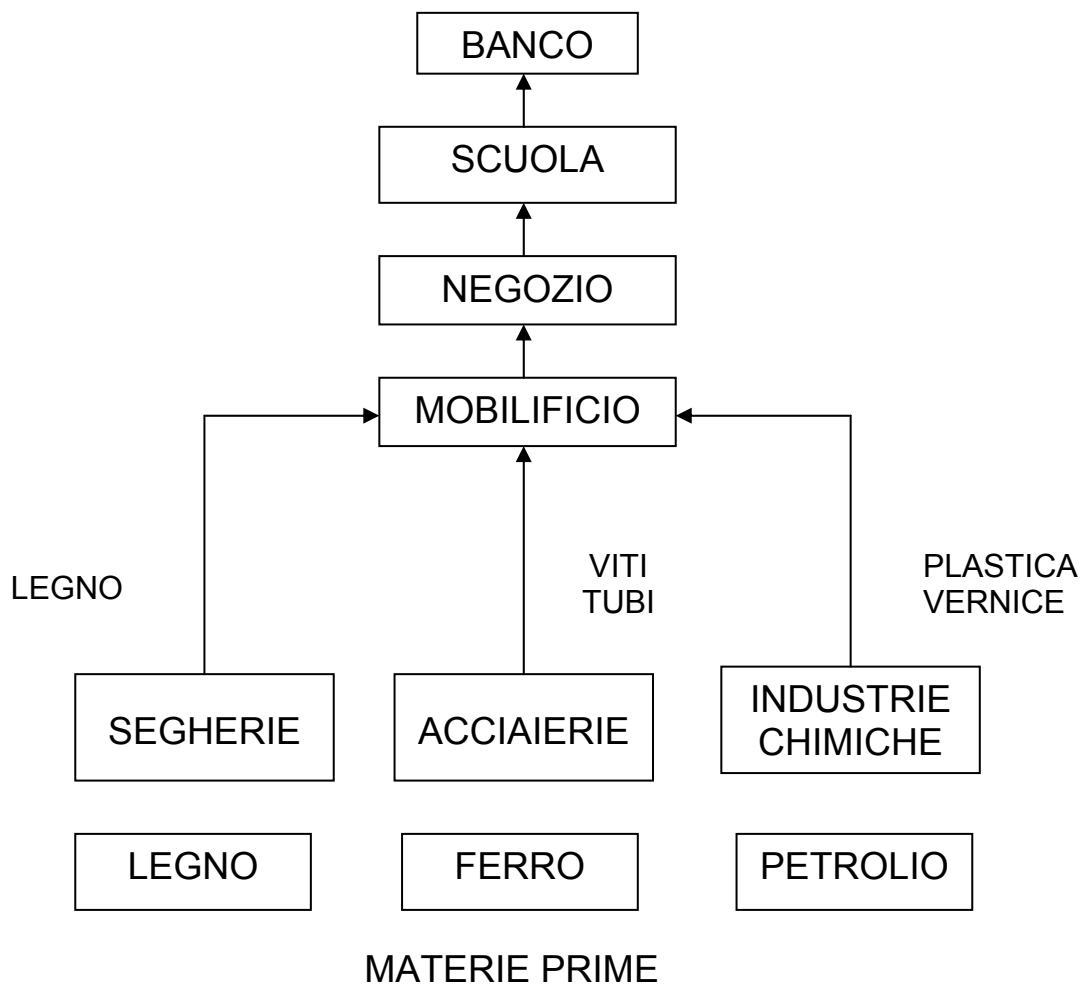 BANCO
SCUOLA
NEGOZIO
MOBILIFICIO
LEGNO
VITI
TUBI
PLASTICA
VERNICE
SEGHERIE
ACCIAIERIE
INDUSTRIE
CHIMICHE
LEGNO
FERRO
PETROLIO
MATERIE PRIME